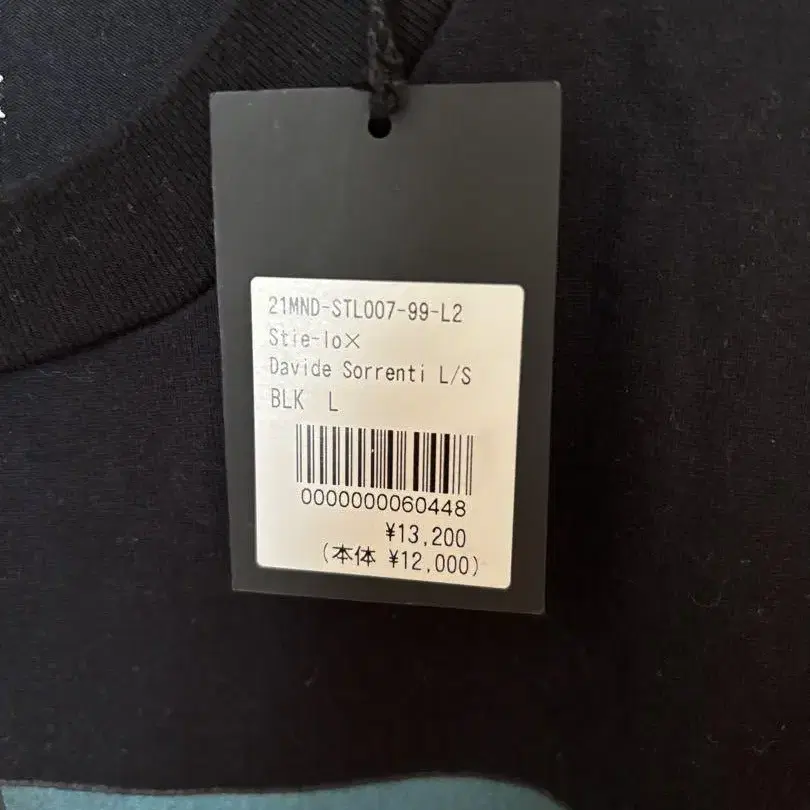 21MND-STL007-99-L2
Stie-lo×
Davide Sorrenti L/S
BLK L
0000000060448
¥13,200
(本体 ¥12,000)